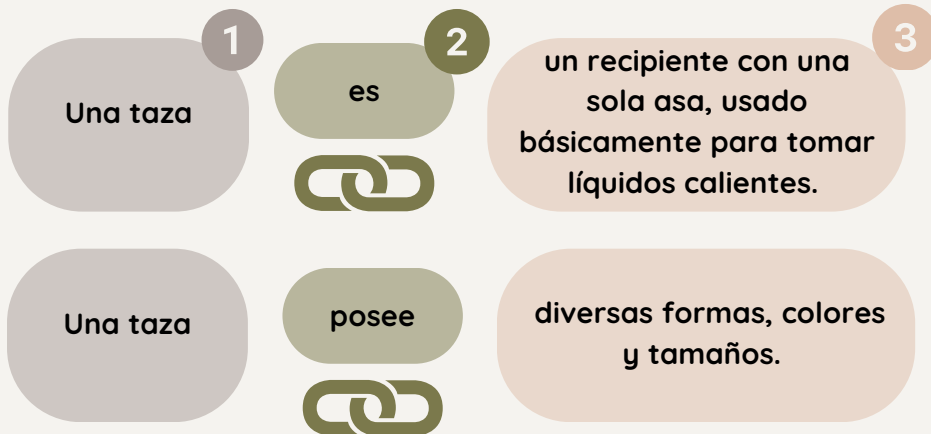 1
Una taza
2
es
3
un recipiente con una
sola asa, usado
básicamente para tomar
líquidos calientes.
Una taza
posee
diversas formas, colores
y tamaños.